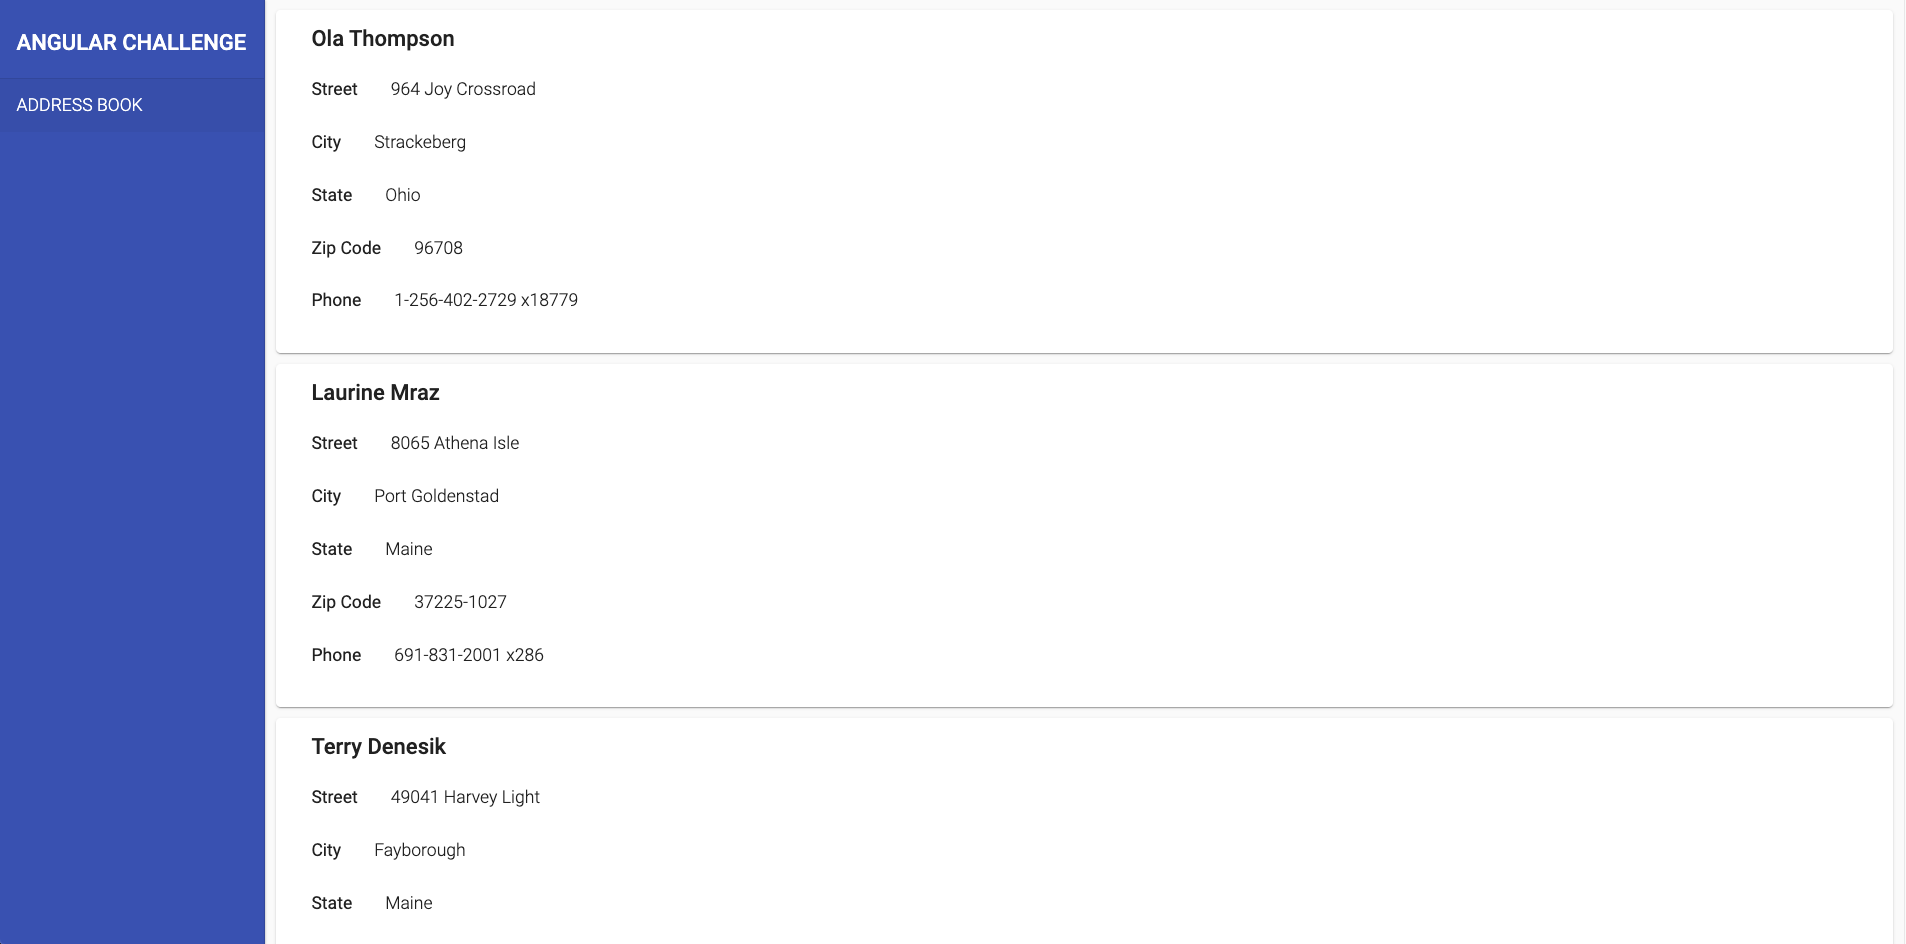 ANGULAR CHALLENGE
ADDRESS BOOK
Ola Thompson
Street 964 Joy Crossroad
City Strackeberg
State Ohio
Zip Code 96708
Phone 1-256-402-2729 x18779
Laurine Mraz
Street 8065 Athena Isle
City Port Goldenstad
State Maine
Zip Code 37225-1027
Phone 691-831-2001 x286
Terry Denesik
Street 49041 Harvey Light
City Fayborough
State Maine